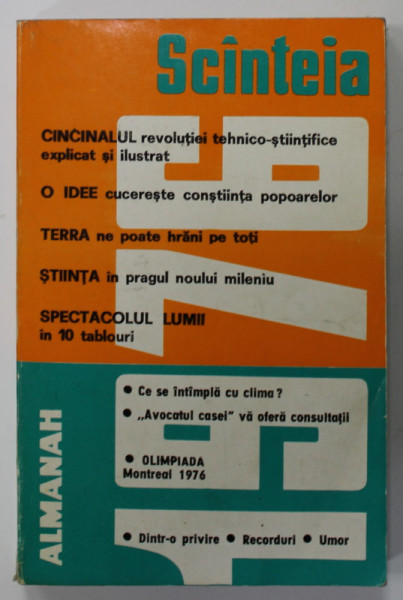 Scînteia
CINCINALUL revoluției tehnico-științifice
explicat și ilustrat
O IDEE cucerește conștiința popoarelor
TERRA ne poate hrăni pe toți
ȘTIINȚA în pragul noului mileniu
SPECTACOLUL LUMII
în 10 tablouri
1976
ALMANAH
• Ce se întîmplă cu clima?
• „Avocatul casei” vă oferă consultații
• OLIMPIADA
Montreal 1976
• Dintr-o privire • Recorduri • Umor